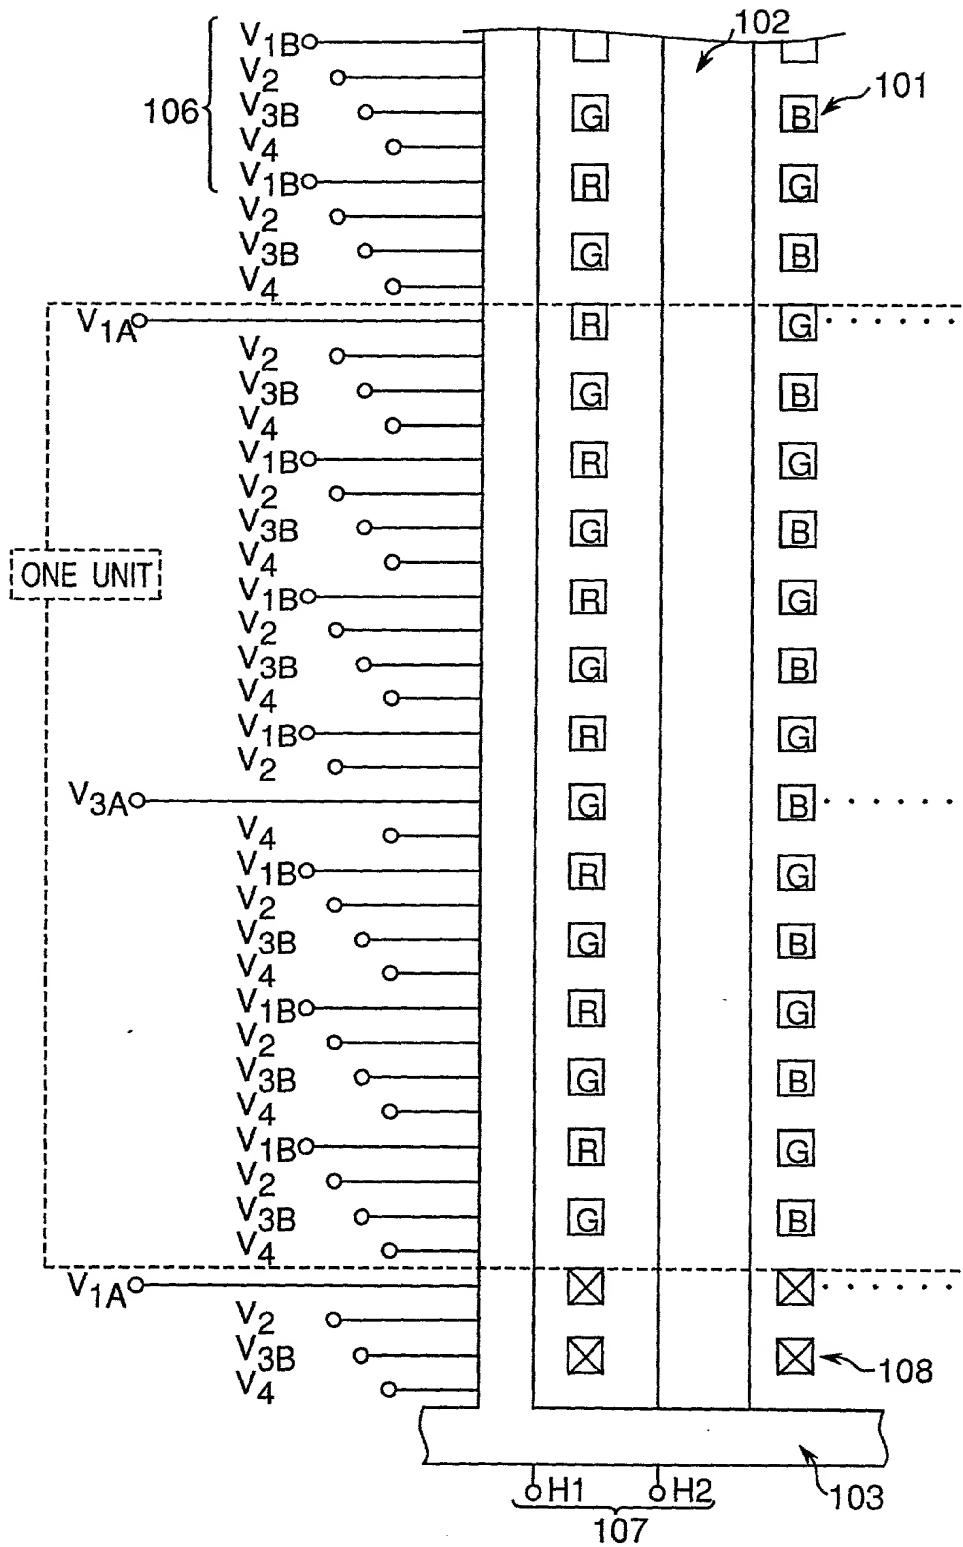 102
V1B
V2
106
V3B G B 101
V4
V1B R G
V2
V3B G B
V4
V1A R G
V2
V3B G B
V4
V1B R G
V2
V3B G B
V4
ONE UNIT
V1B R G
V2
V3B G B
V4
V1B R G
V2
V3A G B
V4
V1B R G
V2
V3B G B
V4
V1B R G
V2
V3B G B
V4
V1B R G
V2
V3B G B
V4
V1A
V2
V3B 108
V4
H1 H2 103
107